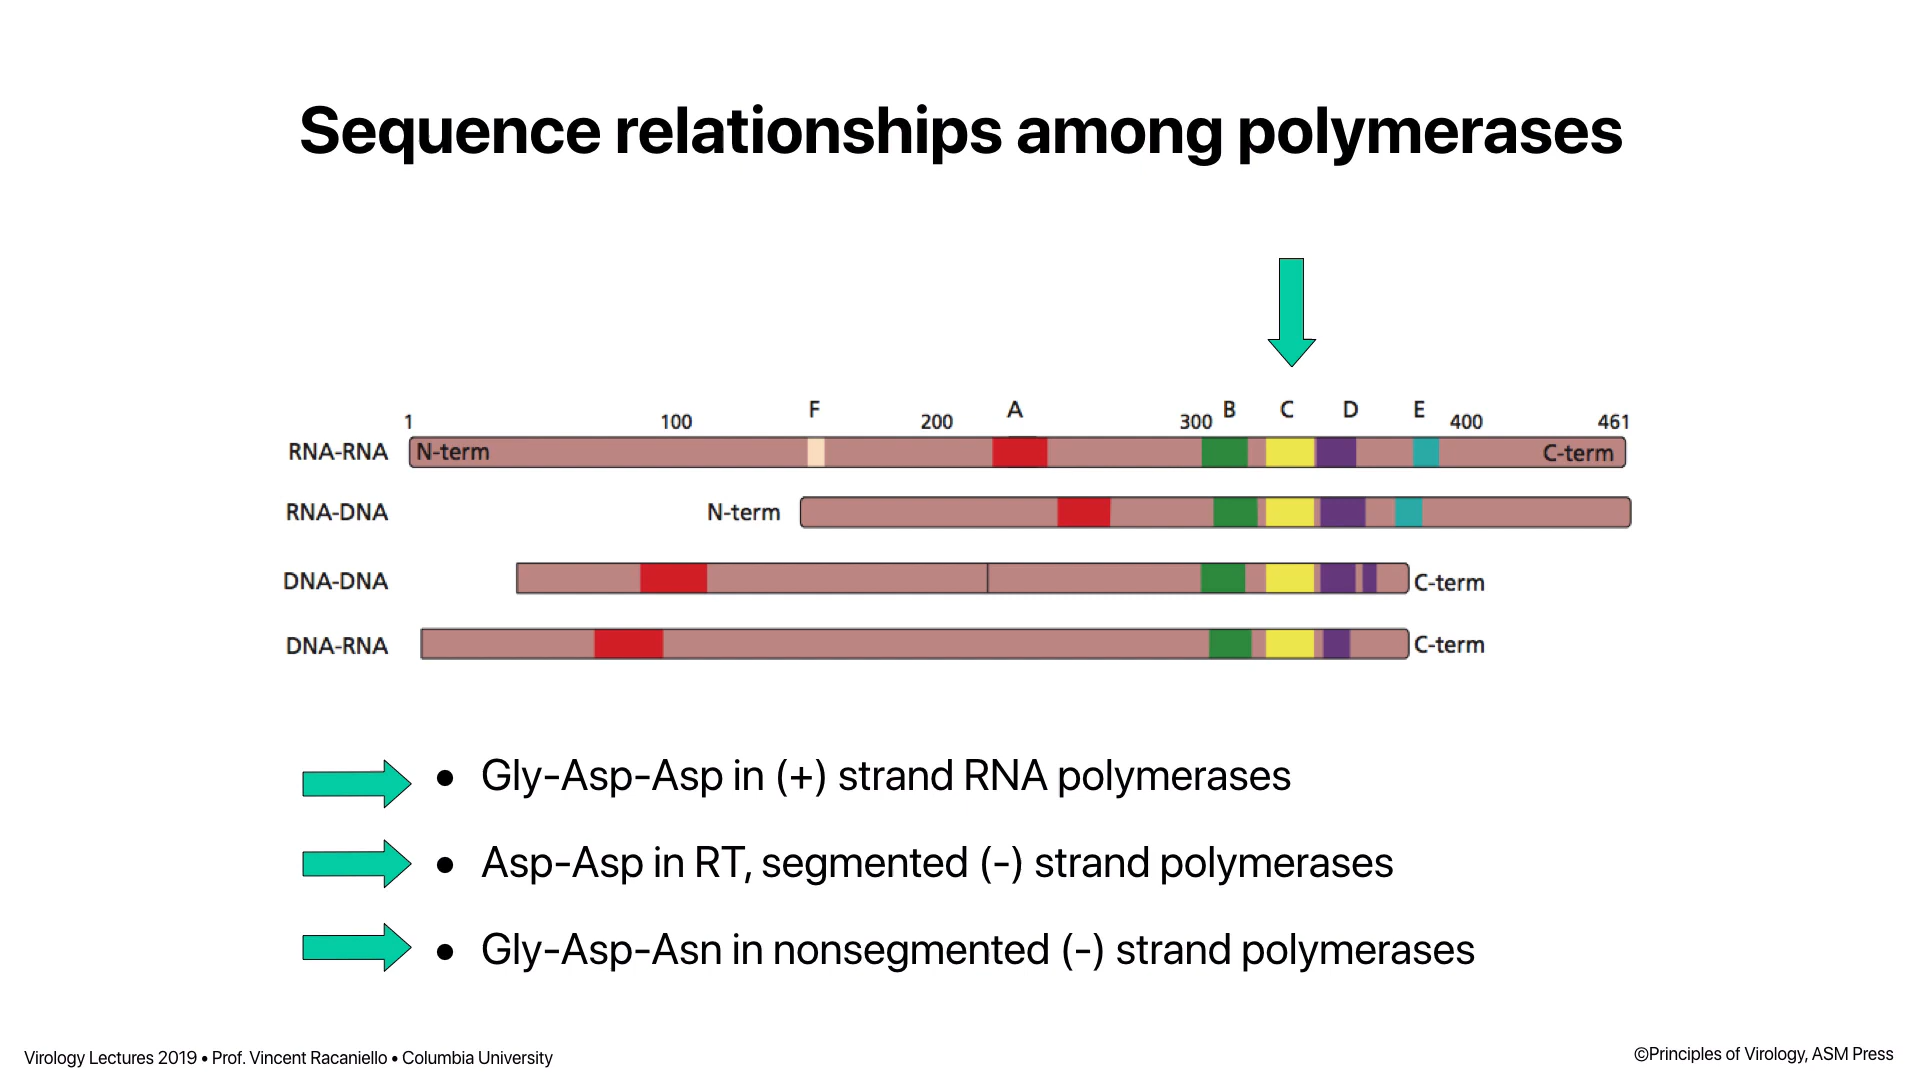 Sequence relationships among polymerases
F A B C D E
1 100 200 300 400 461
RNA-RNA N-term C-term
RNA-DNA N-term
DNA-DNA C-term
DNA-RNA C-term
• Gly-Asp-Asp in (+) strand RNA polymerases
• Asp-Asp in RT, segmented (-) strand polymerases
• Gly-Asp-Asn in nonsegmented (-) strand polymerases
Virology Lectures 2019 • Prof. Vincent Racaniello • Columbia University
©Principles of Virology, ASM Press